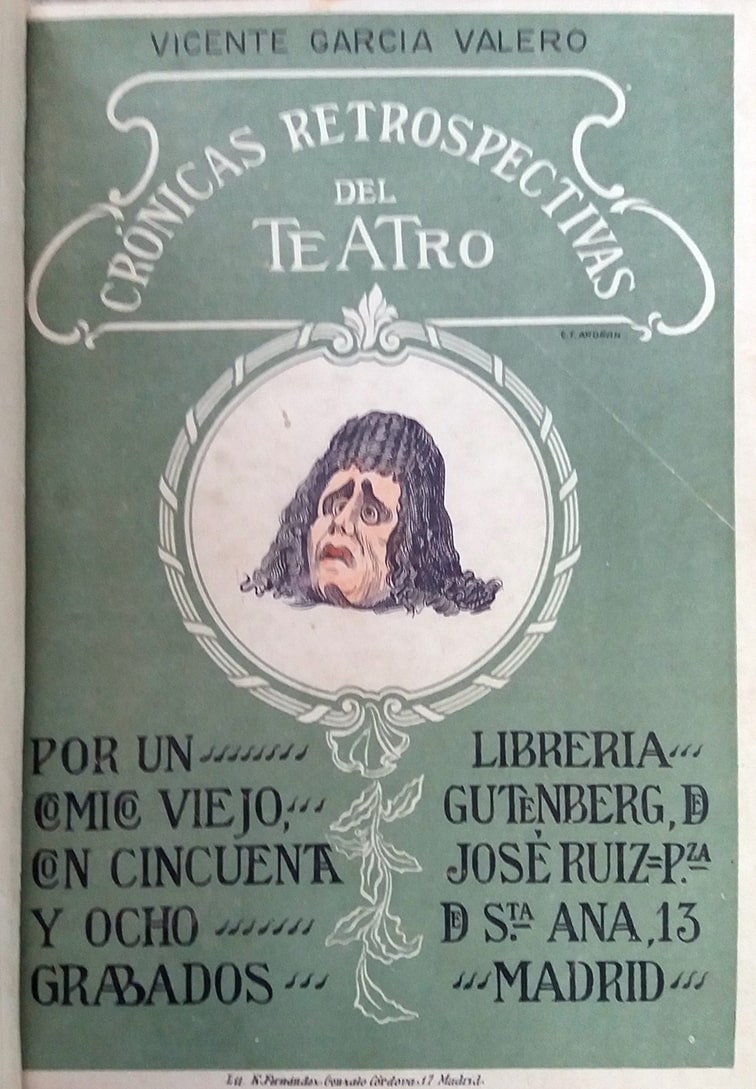 VICENTE GARCIA VALERO
CRÓNICAS RETROSPECTIVAS
DEL
TEATRO
E. F. ARDAVIN
POR UN
COMICO VIEJO,
CON CINCUENTA
Y OCHO
GRABADOS
LIBRERIA
GUTENBERG, DE
JOSÉ RUIZ=P.ZA
DE S.TA ANA, 13
MADRID
Lit. N. Fernández. Gonzalo Córdova. 17 Madrid.